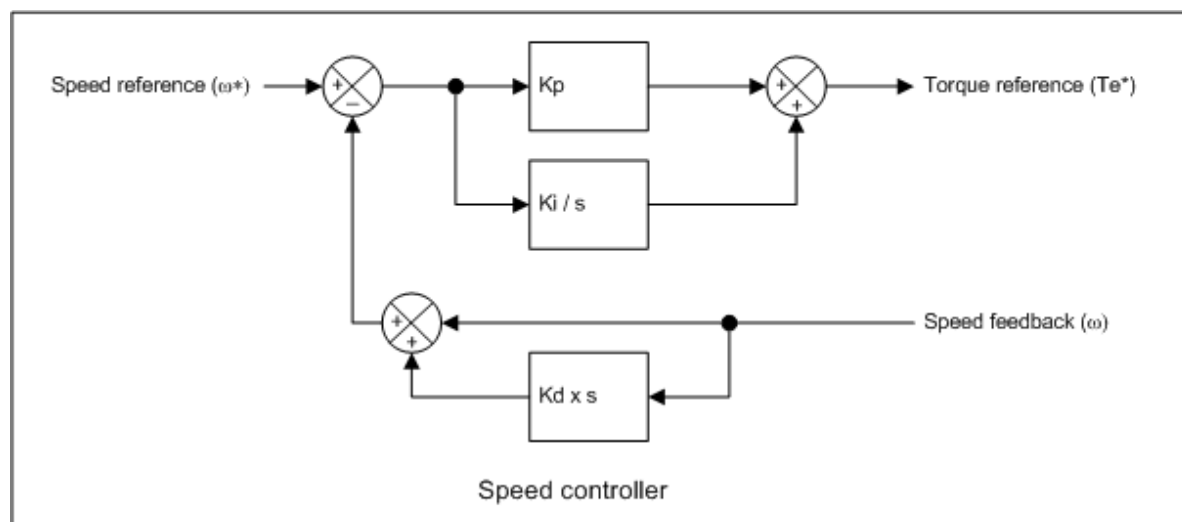 Speed reference (ω*)
+
−
Kp
+
+
Torque reference (Te*)
Ki / s
+
+
Speed feedback (ω)
Kd x s
Speed controller